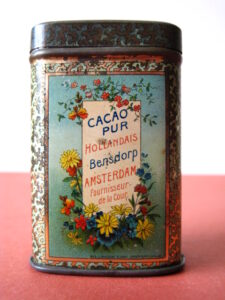 CACAO
PUR
HOLLANDAIS
Bensdorp
AMSTERDAM
Fournisseur
de la Cour